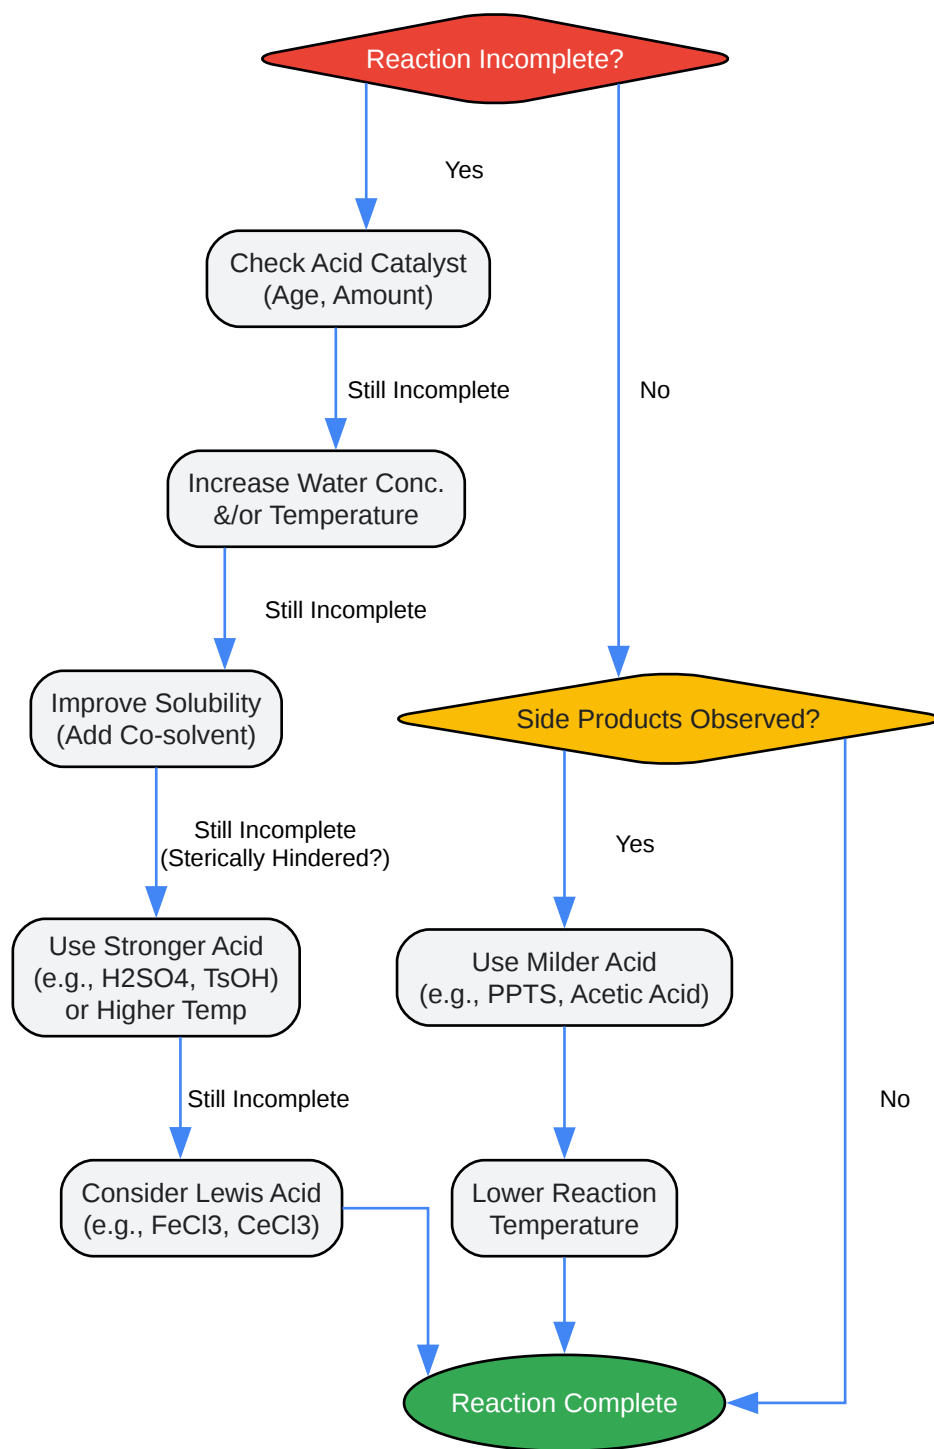 Reaction Incomplete?
Yes
Check Acid Catalyst
(Age, Amount)
Still Incomplete
No
Increase Water Conc.
&/or Temperature
Still Incomplete
Improve Solubility
(Add Co-solvent)
Side Products Observed?
Still Incomplete
(Sterically Hindered?)
Yes
Use Stronger Acid
(e.g., H2SO4, TsOH)
or Higher Temp
Use Milder Acid
(e.g., PPTS, Acetic Acid)
Still Incomplete
No
Consider Lewis Acid
(e.g., FeCl3, CeCl3)
Lower Reaction
Temperature
Reaction Complete